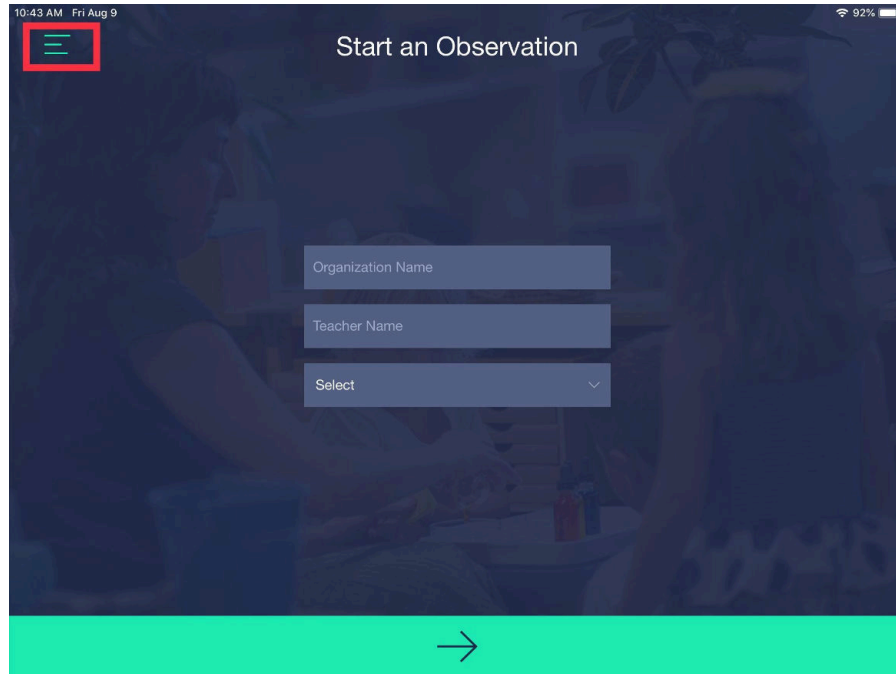 10:43 AM Fri Aug 9 92%
Start an Observation
Organization Name
Teacher Name
Select